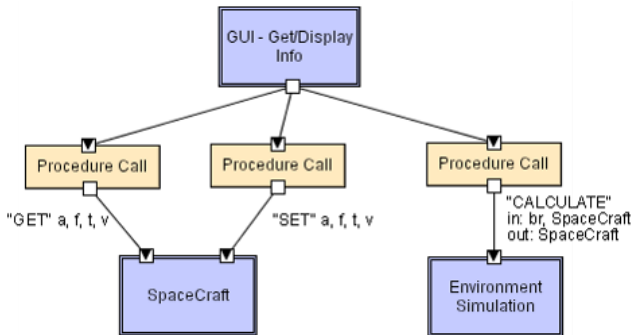 GUI - Get/Display
Info
Procedure Call
Procedure Call
Procedure Call
"GET" a, f, t, v
"SET" a, f, t, v
"CALCULATE"
in: br, SpaceCraft
out: SpaceCraft
SpaceCraft
Environment
Simulation